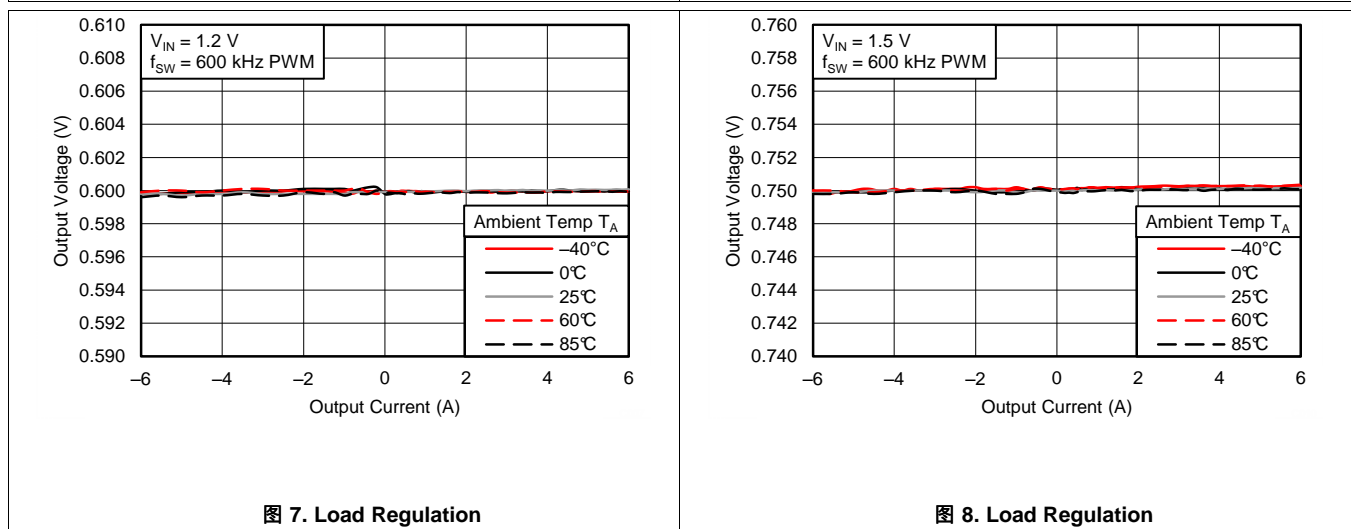 0.610
0.608
0.606
0.604
0.602
0.600
0.598
0.596
0.594
0.592
0.590
Output Voltage (V)
V_IN = 1.2 V
f_SW = 600 kHz PWM
Ambient Temp T_A
–40°C
0°C
25°C
60°C
85°C
–6 –4 –2 0 2 4 6
Output Current (A)
图 7. Load Regulation
0.760
0.758
0.756
0.754
0.752
0.750
0.748
0.746
0.744
0.742
0.740
Output Voltage (V)
V_IN = 1.5 V
f_SW = 600 kHz PWM
Ambient Temp T_A
–40°C
0°C
25°C
60°C
85°C
–6 –4 –2 0 2 4 6
Output Current (A)
图 8. Load Regulation